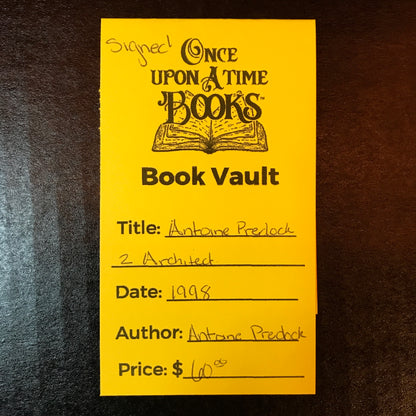 Signed!
ONCE
UPON A TIME
BOOKS™
Book Vault
Title: Antoine Predock
2 Architect
Date: 1998
Author: Antoine Predock
Price: $ 60.00